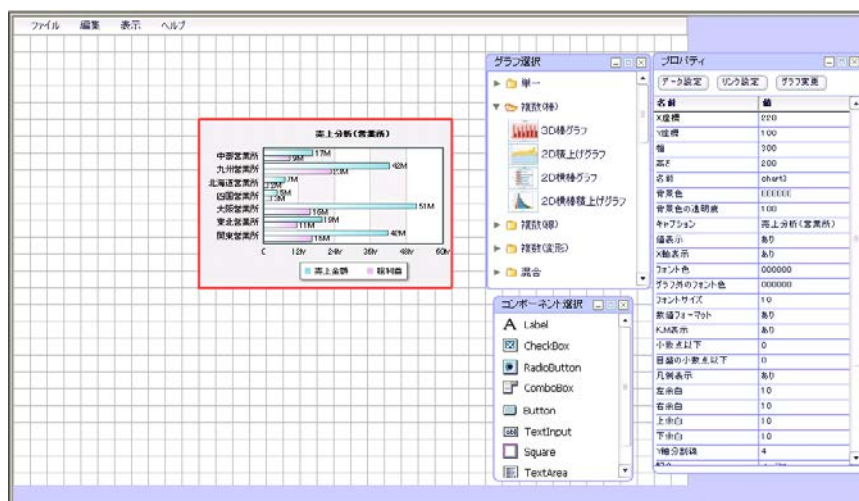 ファイル 編集 表示 ヘルプ
売上分析(営業所)
中部営業所 17M 9M
九州営業所 42M 23M
北海道営業所 7M 2M
四国営業所 5M 3M
大阪営業所 51M 16M
東北営業所 19M 11M
関東営業所 42M 16M
12M 24M 36M 48M 60M
売上金額 粗利益
グラフ選択
単一
複数(棒)
3D棒グラフ
2D積上げグラフ
2D横棒グラフ
2D横棒積上げグラフ
複数(線)
複数(変形)
混合
コンポーネント選択
Label
CheckBox
RadioButton
ComboBox
Button
TextInput
Square
TextArea
プロパティ
データ設定 リンク設定 グラフ変更
名前 値
X座標 220
Y座標 100
幅 300
高さ 200
名前 chart3
背景色 EEEEEE
背景色の透明度 100
キャプション 売上分析(営業所)
値表示 あり
X軸表示 あり
フォント色 000000
グラフ外のフォント色 000000
フォントサイズ 10
数値フォーマット あり
K,M表示 あり
小数点以下 0
目盛の小数点以下 0
凡例表示 あり
左余白 10
右余白 10
上余白 10
下余白 10
Y軸分割線 4